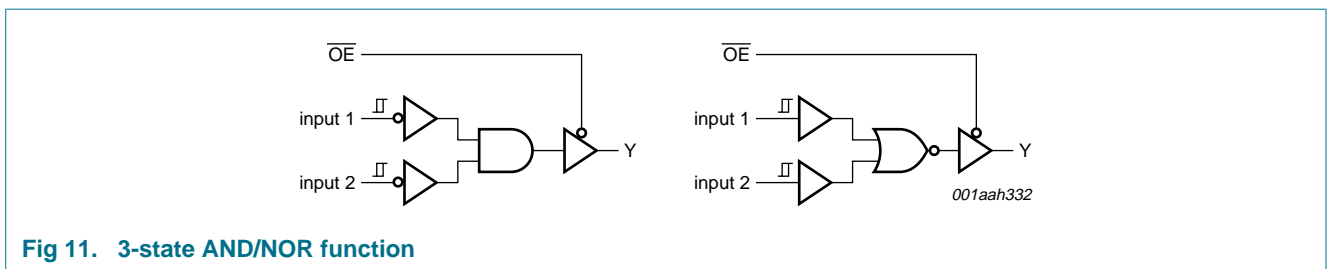 OE OE
input 1 input 1
Y Y
input 2 input 2
001aah332
Fig 11. 3-state AND/NOR function